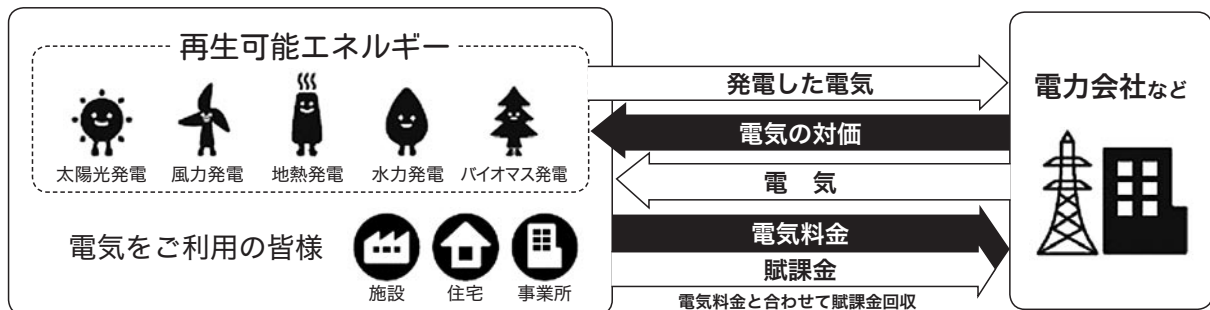 再生可能エネルギー
太陽光発電
風力発電
地熱発電
水力発電
バイオマス発電
電気をご利用の皆様
施設
住宅
事業所
発電した電気
電気の対価
電　気
電気料金
賦課金
電気料金と合わせて賦課金回収
電力会社など